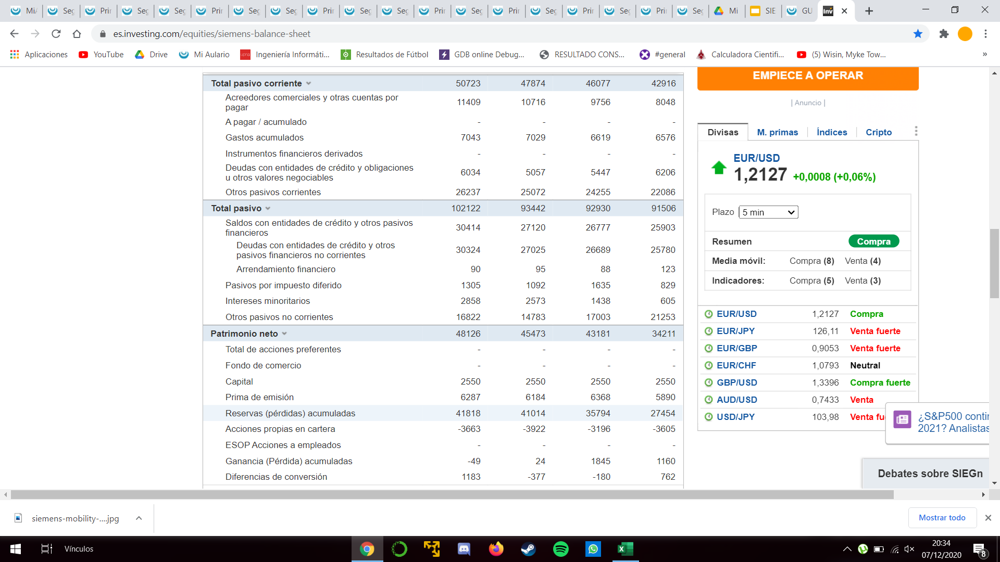 MiA
Seg
Prir
Seg
Seg
Prir
Seg
Seg
Prir
Seg
Seg
Prir
Seg
Prir
Seg
Prir
Seg
Prir
Seg
Mi
SIE
GU
Inv
es.investing.com/equities/siemens-balance-sheet
Aplicaciones YouTube Drive Mi Aulario upna Ingeniería Informáti... Resultados de Fútbol GDB online Debug... RESULTADO CONS... #general Calculadora Cientifi... (5) Wisin, Myke Tow... »
Total pasivo corriente 50723 47874 46077 42916
Acreedores comerciales y otras cuentas por
pagar 11409 10716 9756 8048
A pagar / acumulado - - - -
Gastos acumulados 7043 7029 6619 6576
Instrumentos financieros derivados - - - -
Deudas con entidades de crédito y obligaciones
u otros valores negociables 6034 5057 5447 6206
Otros pasivos corrientes 26237 25072 24255 22086
Total pasivo 102122 93442 92930 91506
Saldos con entidades de crédito y otros pasivos
financieros 30414 27120 26777 25903
Deudas con entidades de crédito y otros
pasivos financieros no corrientes 30324 27025 26689 25780
Arrendamiento financiero 90 95 88 123
Pasivos por impuesto diferido 1305 1092 1635 829
Intereses minoritarios 2858 2573 1438 605
Otros pasivos no corrientes 16822 14783 17003 21253
Patrimonio neto 48126 45473 43181 34211
Total de acciones preferentes - - - -
Fondo de comercio - - - -
Capital 2550 2550 2550 2550
Prima de emisión 6287 6184 6368 5890
Reservas (pérdidas) acumuladas 41818 41014 35794 27454
Acciones propias en cartera -3663 -3922 -3196 -3605
ESOP Acciones a empleados - - - -
Ganancia (Pérdida) acumuladas -49 24 1845 1160
Diferencias de conversión 1183 -377 -180 762
EMPIECE A OPERAR
| Anuncio |
Divisas M. primas Índices Cripto
EUR/USD
1,2127 +0,0008 (+0,06%)
Plazo 5 min
Resumen Compra
Media móvil: Compra (8) Venta (4)
Indicadores: Compra (5) Venta (3)
EUR/USD 1,2127 Compra
EUR/JPY 126,11 Venta fuerte
EUR/GBP 0,9053 Venta fuerte
EUR/CHF 1,0793 Neutral
GBP/USD 1,3396 Compra fuerte
AUD/USD 0,7433 Venta
USD/JPY 103,98 Venta fu
¿S&P500 contin
2021? Analistas
Debates sobre SIEGn
siemens-mobility-....jpg
Mostrar todo
Vínculos
20:34
07/12/2020
8